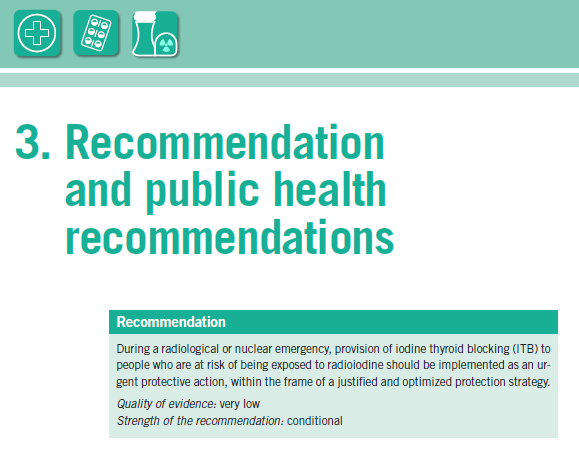 3. Recommendation
and public health
recommendations
Recommendation
During a radiological or nuclear emergency, provision of iodine thyroid blocking (ITB) to
people who are at risk of being exposed to radioiodine should be implemented as an ur-
gent protective action, within the frame of a justified and optimized protection strategy.
Quality of evidence: very low
Strength of the recommendation: conditional